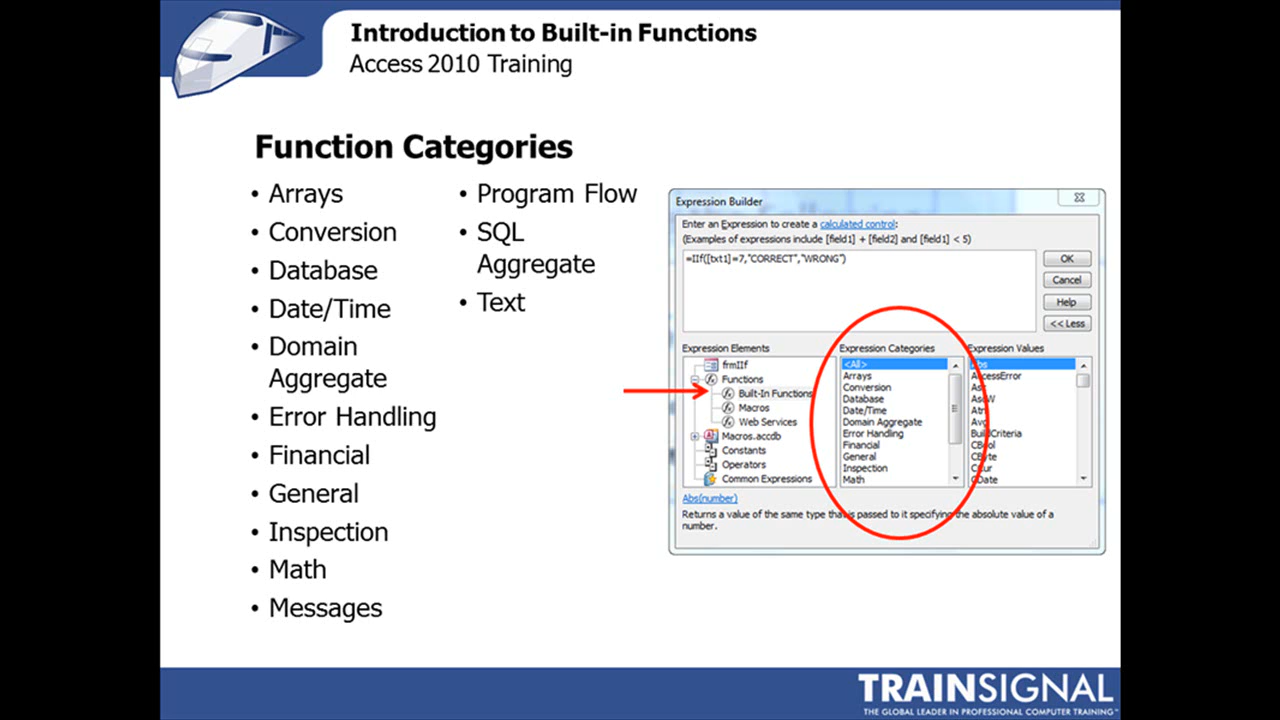 Introduction to Built-in Functions
Access 2010 Training
Function Categories
• Arrays
• Conversion
• Database
• Date/Time
• Domain
Aggregate
• Error Handling
• Financial
• General
• Inspection
• Math
• Messages
• Program Flow
• SQL
Aggregate
• Text
Expression Builder
Enter an Expression to create a calculated control:
(Examples of expressions include [field1] + [field2] and [field1] < 5)
=IIf([txt1]=7,"CORRECT","WRONG")
OK
Cancel
Help
<< Less
Expression Elements
frmIIf
Functions
Built-In Functions
Macros
Web Services
Macros.accdb
Constants
Operators
Common Expressions
Expression Categories
<All>
Arrays
Conversion
Database
Date/Time
Domain Aggregate
Error Handling
Financial
General
Inspection
Math
Expression Values
Abs
AccessError
Asc
AscW
Atn
Avg
BuildCriteria
CBool
CByte
CCur
CDate
Abs(number)
Returns a value of the same type that is passed to it specifying the absolute value of a
number.
TRAINSIGNAL
THE GLOBAL LEADER IN PROFESSIONAL COMPUTER TRAINING™